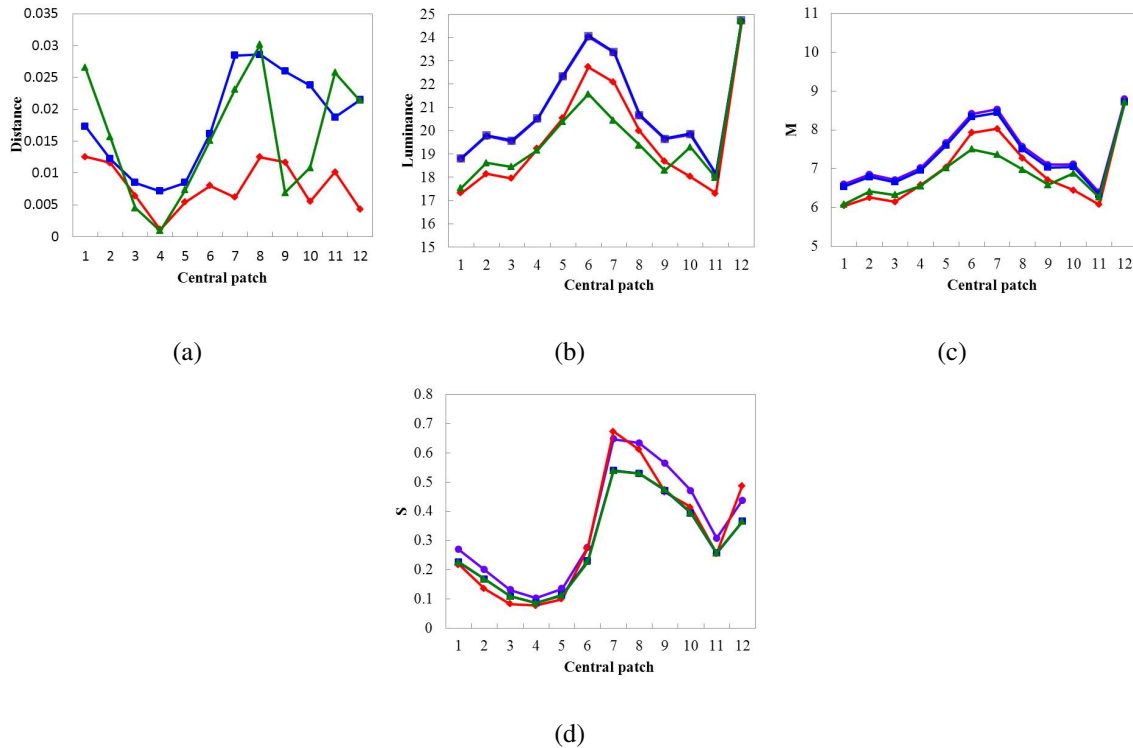 0.035
0.03
0.025
0.02
0.015
0.01
0.005
0
Distance
1 2 3 4 5 6 7 8 9 10 11 12
Central patch
(a)
25
24
23
22
21
20
19
18
17
16
15
Luminance
1 2 3 4 5 6 7 8 9 10 11 12
Central patch
(b)
11
10
9
8
7
6
5
M
1 2 3 4 5 6 7 8 9 10 11 12
Central patch
(c)
0.8
0.7
0.6
0.5
0.4
0.3
0.2
0.1
0
S
1 2 3 4 5 6 7 8 9 10 11 12
Central patch
(d)